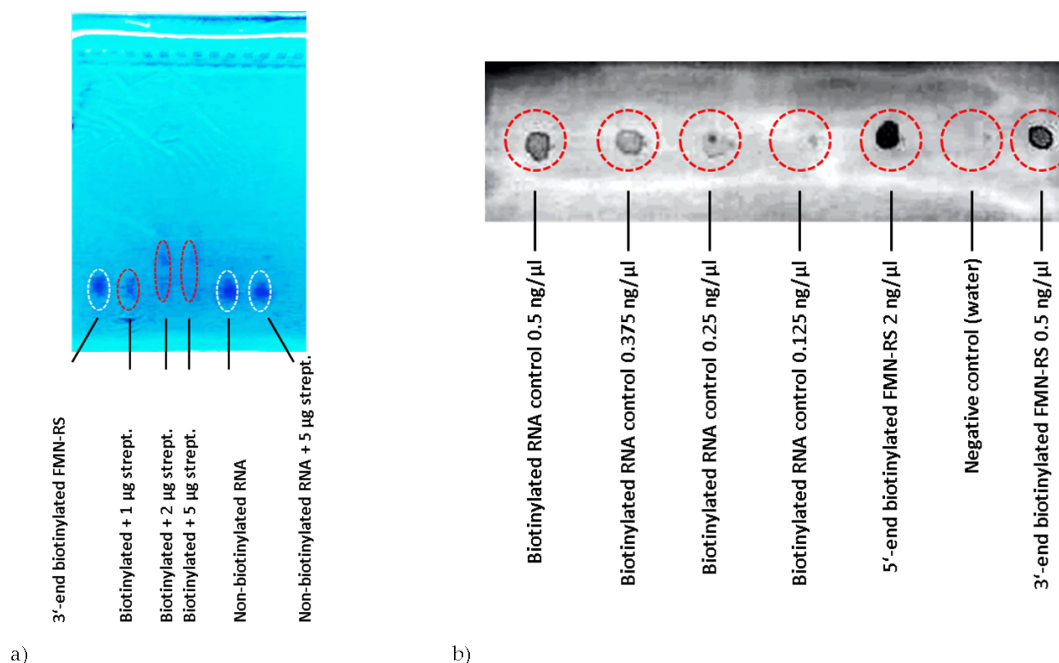 3‘-end biotinylated FMN-RS
Biotinylated + 1 µg strept.
Biotinylated + 2 µg strept.
Biotinylated + 5 µg strept.
Non-biotinylated RNA
Non-biotinylated RNA + 5 µg strept.
a)
Biotinylated RNA control 0.5 ng/µl
Biotinylated RNA control 0.375 ng/µl
Biotinylated RNA control 0.25 ng/µl
Biotinylated RNA control 0.125 ng/µl
5‘-end biotinylated FMN-RS 2 ng/µl
Negative control (water)
3‘-end biotinylated FMN-RS 0.5 ng/µl
b)